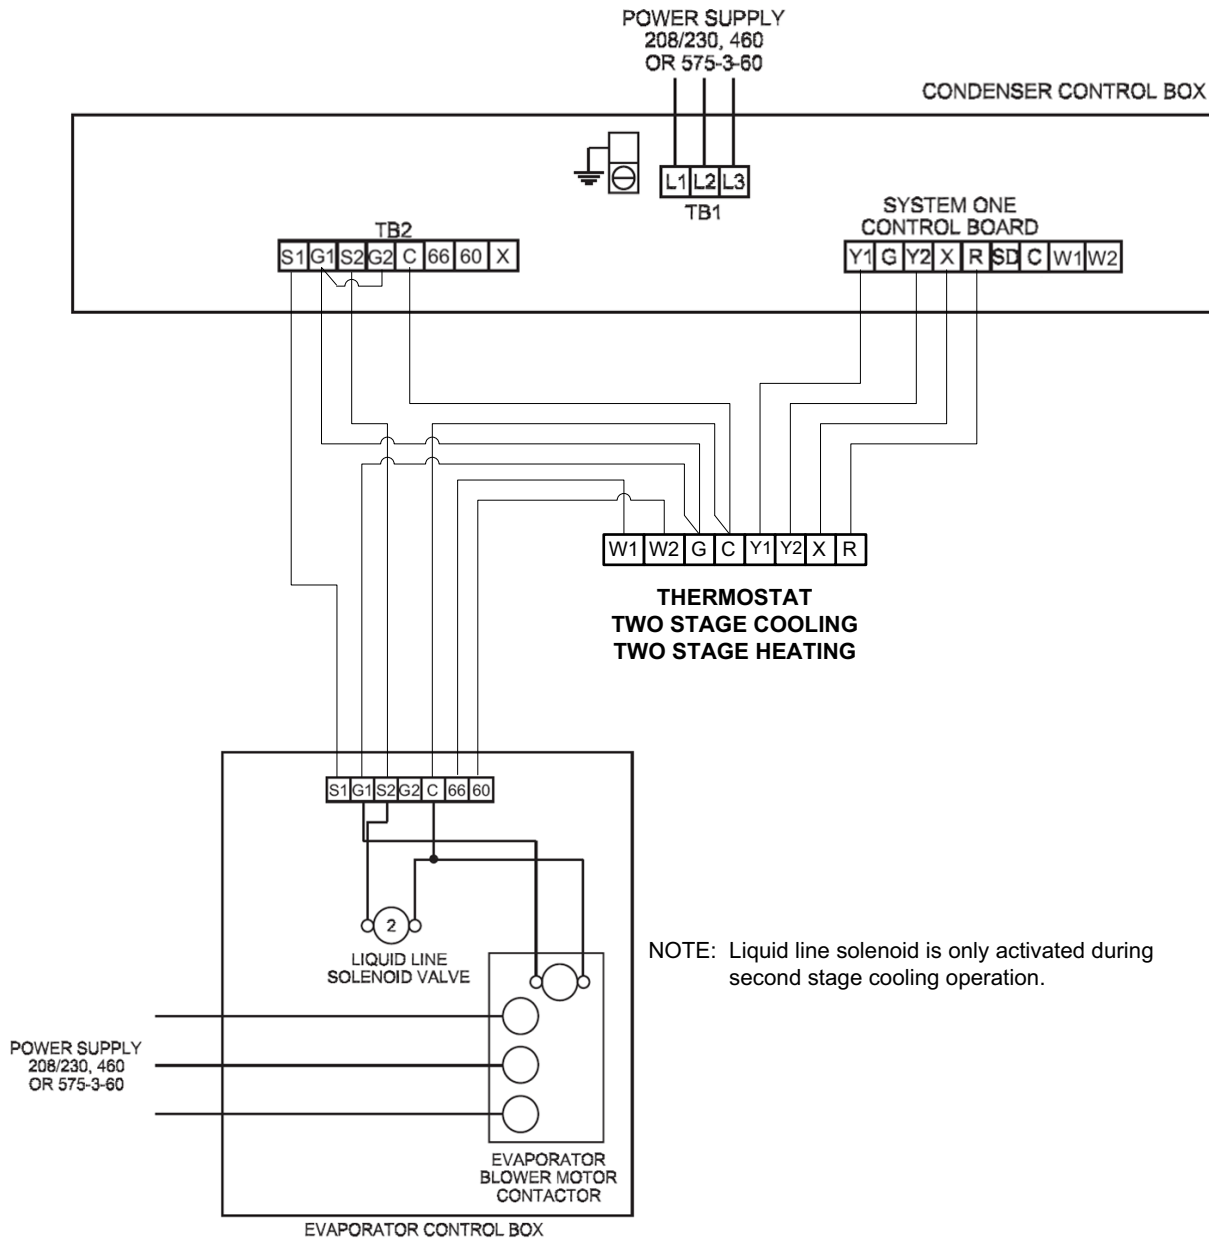 POWER SUPPLY
208/230, 460
OR 575-3-60
CONDENSER CONTROL BOX
L1 L2 L3
TB1
SYSTEM ONE
CONTROL BOARD
TB2
S1 G1 S2 G2 C 66 60 X
Y1 G Y2 X R SD C W1 W2
W1 W2 G C Y1 Y2 X R
THERMOSTAT
TWO STAGE COOLING
TWO STAGE HEATING
S1 G1 S2 G2 C 66 60
2
LIQUID LINE
SOLENOID VALVE
NOTE: Liquid line solenoid is only activated during
second stage cooling operation.
POWER SUPPLY
208/230, 460
OR 575-3-60
EVAPORATOR
BLOWER MOTOR
CONTACTOR
EVAPORATOR CONTROL BOX